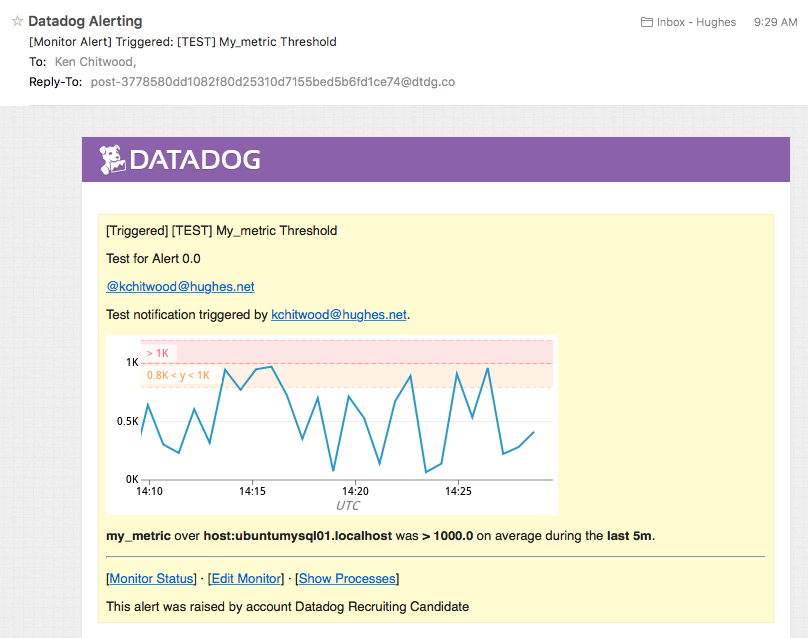 Datadog Alerting
Inbox - Hughes 9:29 AM
[Monitor Alert] Triggered: [TEST] My_metric Threshold
To: Ken Chitwood,
Reply-To: post-3778580dd1082f80d25310d7155bed5b6fd1ce74@dtdg.co
DATADOG
[Triggered] [TEST] My_metric Threshold
Test for Alert 0.0
@kchitwood@hughes.net
Test notification triggered by kchitwood@hughes.net.
> 1K
1K
0.8K < y < 1K
0.5K
0K
14:10 14:15 14:20 14:25
UTC
my_metric over host:ubuntumysql01.localhost was > 1000.0 on average during the last 5m.
[Monitor Status] · [Edit Monitor] · [Show Processes]
This alert was raised by account Datadog Recruiting Candidate